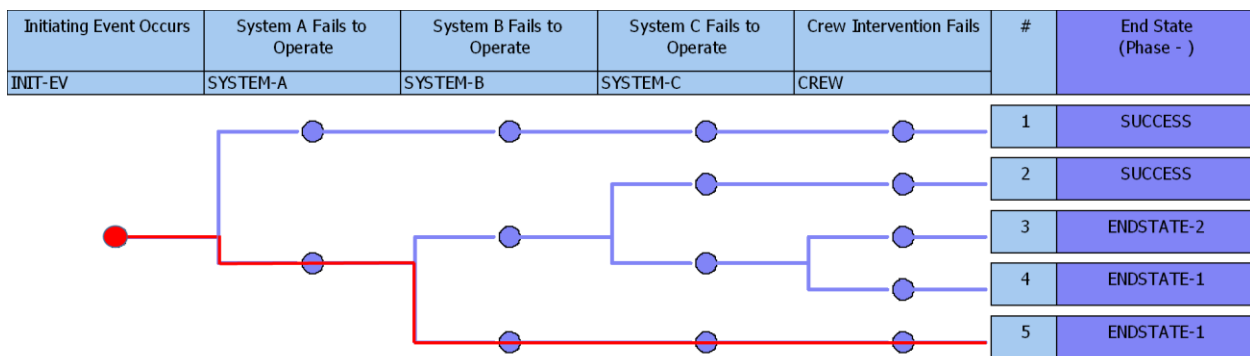 Initiating Event Occurs
System A Fails to
Operate
System B Fails to
Operate
System C Fails to
Operate
Crew Intervention Fails
#
End State
(Phase - )
INIT-EV
SYSTEM-A
SYSTEM-B
SYSTEM-C
CREW
1
SUCCESS
2
SUCCESS
3
ENDSTATE-2
4
ENDSTATE-1
5
ENDSTATE-1